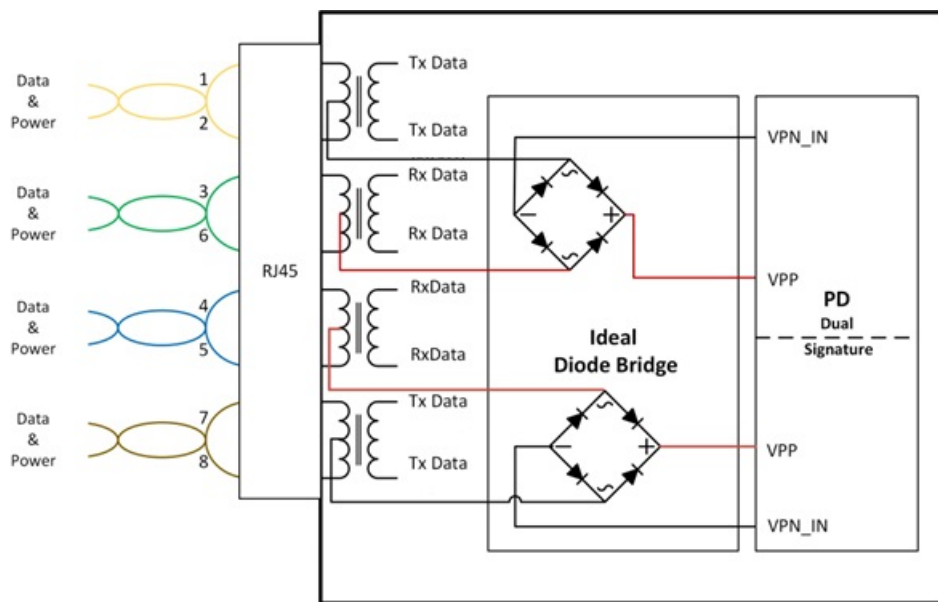 Data
&
Power
1
2
Data
&
Power
3
6
Data
&
Power
4
5
Data
&
Power
7
8
RJ45
Tx Data
Tx Data
Rx Data
Rx Data
RxData
RxData
Tx Data
Tx Data
~
−
+
~
Ideal
Diode Bridge
~
−
+
~
VPN_IN
VPP
PD
Dual
Signature
VPP
VPN_IN